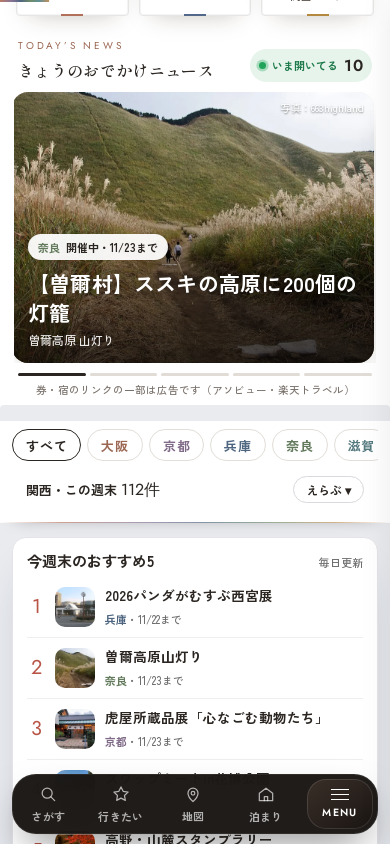 TODAY'S NEWS
きょうのおでかけニュース
いま開いてる 10
写真：663highland
奈良 開催中・11/23まで
【曽爾村】ススキの高原に200個の
灯籠
曽爾高原 山灯り
券・宿のリンクの一部は広告です（アソビュー・楽天トラベル）
すべて
大阪
京都
兵庫
奈良
滋賀
関西・この週末 112件
えらぶ ▾
今週末のおすすめ5
毎日更新
1
2026パンダがむすぶ西宮展
兵庫・11/22まで
2
曽爾高原山灯り
奈良・11/23まで
3
虎屋所蔵品展「心なごむ動物たち」
京都・11/23まで
さがす
行きたい
地図
泊まり
MENU
高野・山麓スタンプラリー